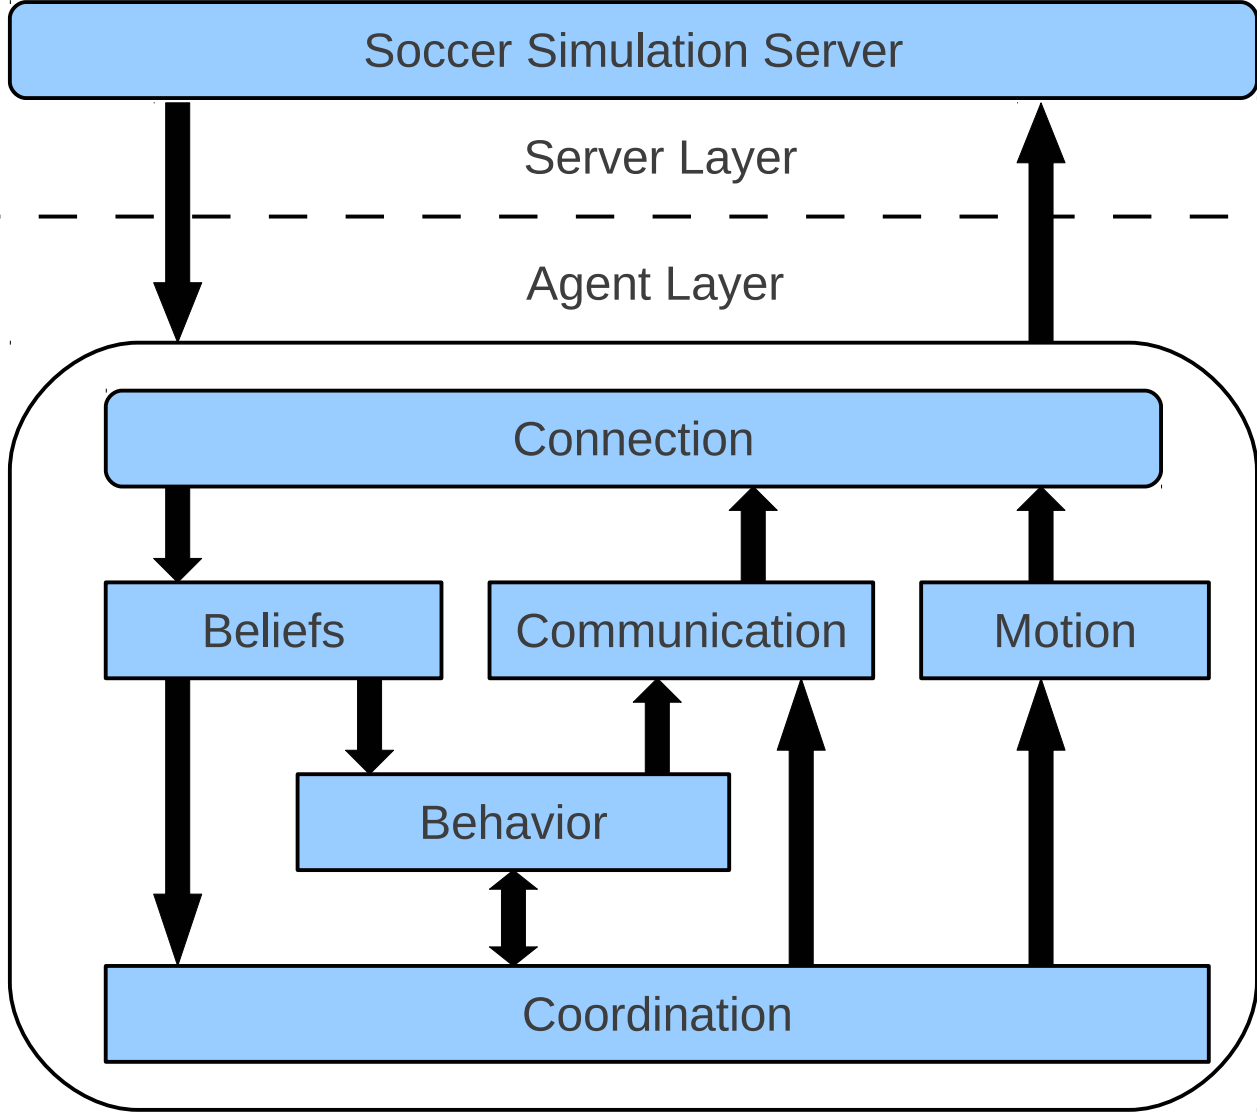 Soccer Simulation Server
Server Layer
Agent Layer
Connection
Beliefs
Communication
Motion
Behavior
Coordination